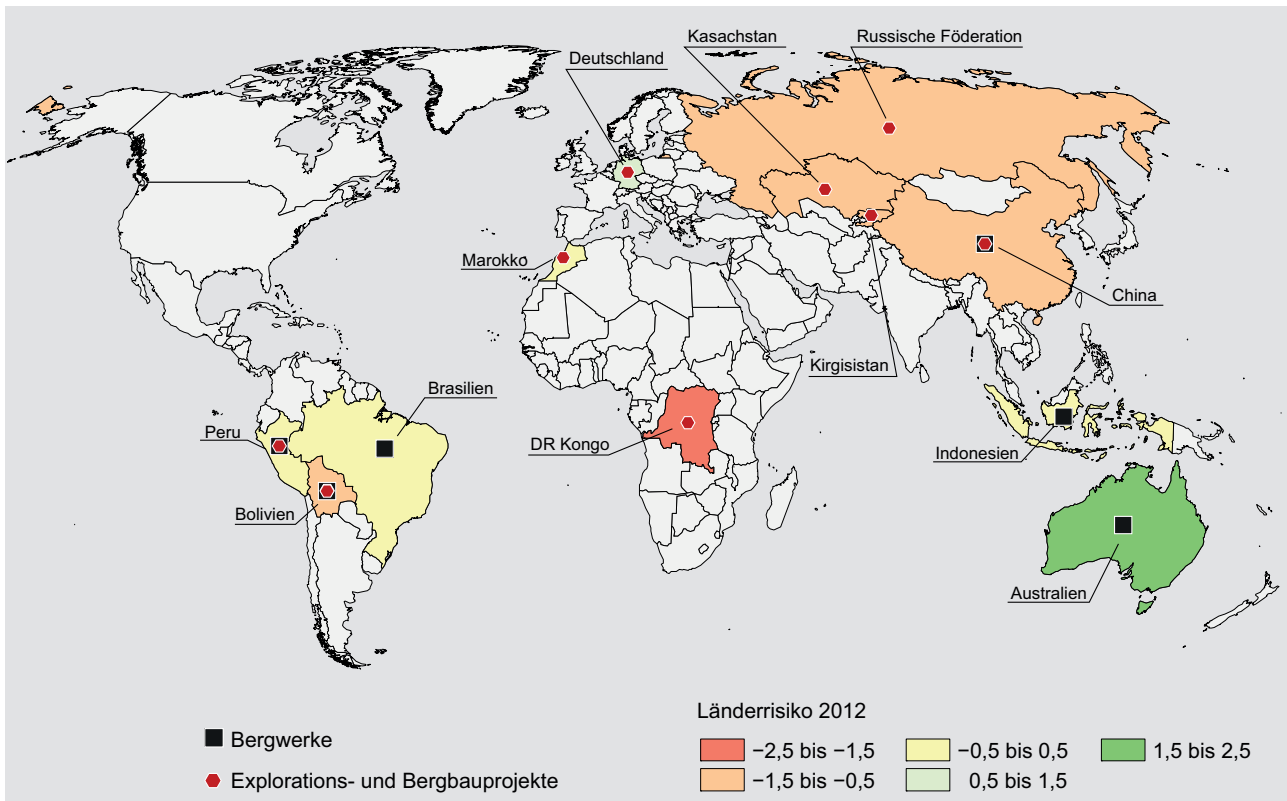 Kasachstan
Russische Föderation
Deutschland
Marokko
China
Kirgisistan
Brasilien
Peru
DR Kongo
Indonesien
Bolivien
Australien
Bergwerke
Explorations- und Bergbauprojekte
Länderrisiko 2012
−2,5 bis −1,5
−0,5 bis 0,5
1,5 bis 2,5
−1,5 bis −0,5
0,5 bis 1,5